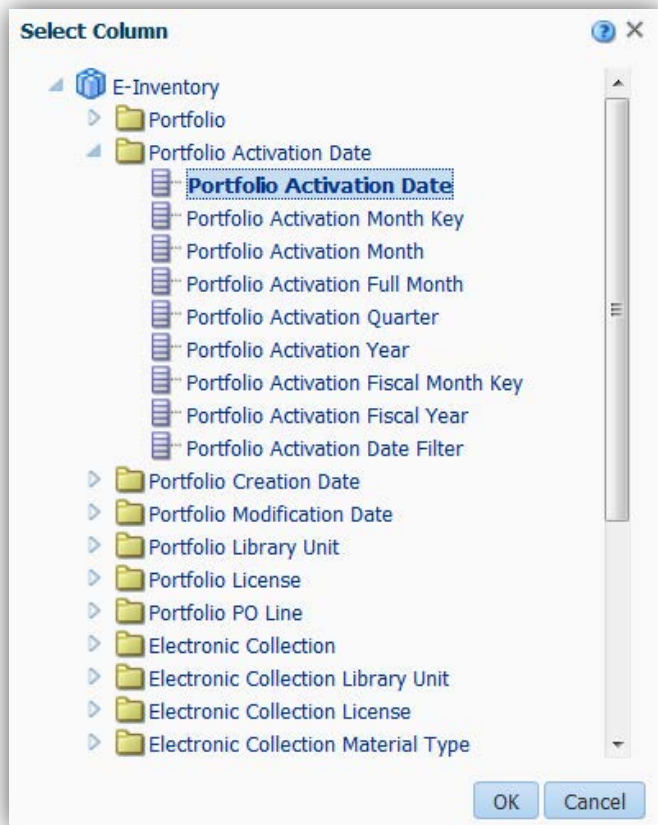 Select Column
E-Inventory
Portfolio
Portfolio Activation Date
Portfolio Activation Date
Portfolio Activation Month Key
Portfolio Activation Month
Portfolio Activation Full Month
Portfolio Activation Quarter
Portfolio Activation Year
Portfolio Activation Fiscal Month Key
Portfolio Activation Fiscal Year
Portfolio Activation Date Filter
Portfolio Creation Date
Portfolio Modification Date
Portfolio Library Unit
Portfolio License
Portfolio PO Line
Electronic Collection
Electronic Collection Library Unit
Electronic Collection License
Electronic Collection Material Type
OK Cancel